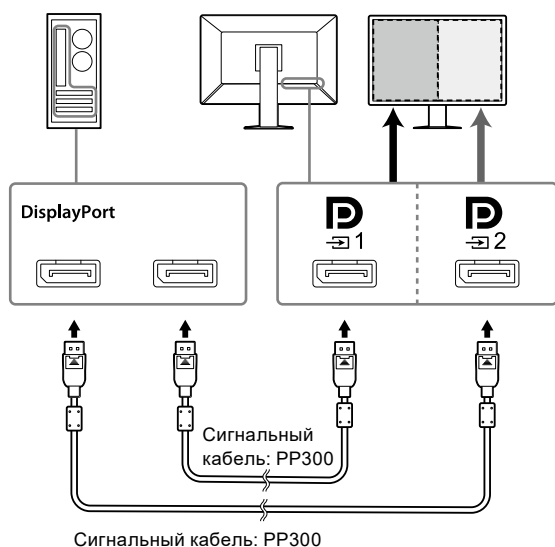 DisplayPort
1
2
Сигнальный
кабель: PP300
Сигнальный кабель: PP300